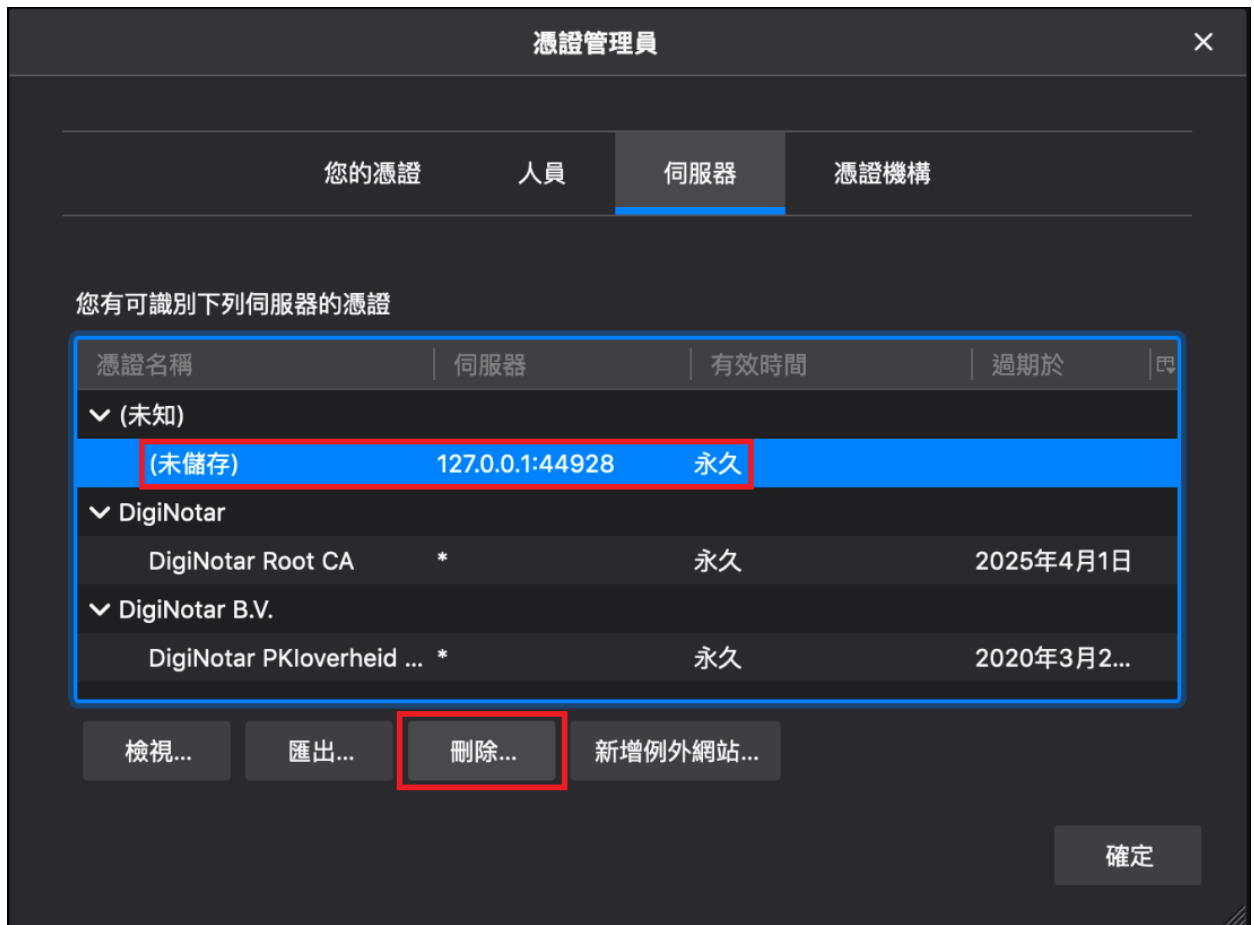 憑證管理員
您的憑證 人員 伺服器 憑證機構
您有可識別下列伺服器的憑證
憑證名稱 伺服器 有效時間 過期於
(未知)
(未儲存) 127.0.0.1:44928 永久
DigiNotar
DigiNotar Root CA * 永久 2025年4月1日
DigiNotar B.V.
DigiNotar PKIoverheid ... * 永久 2020年3月2...
檢視... 匯出... 刪除... 新增例外網站...
確定